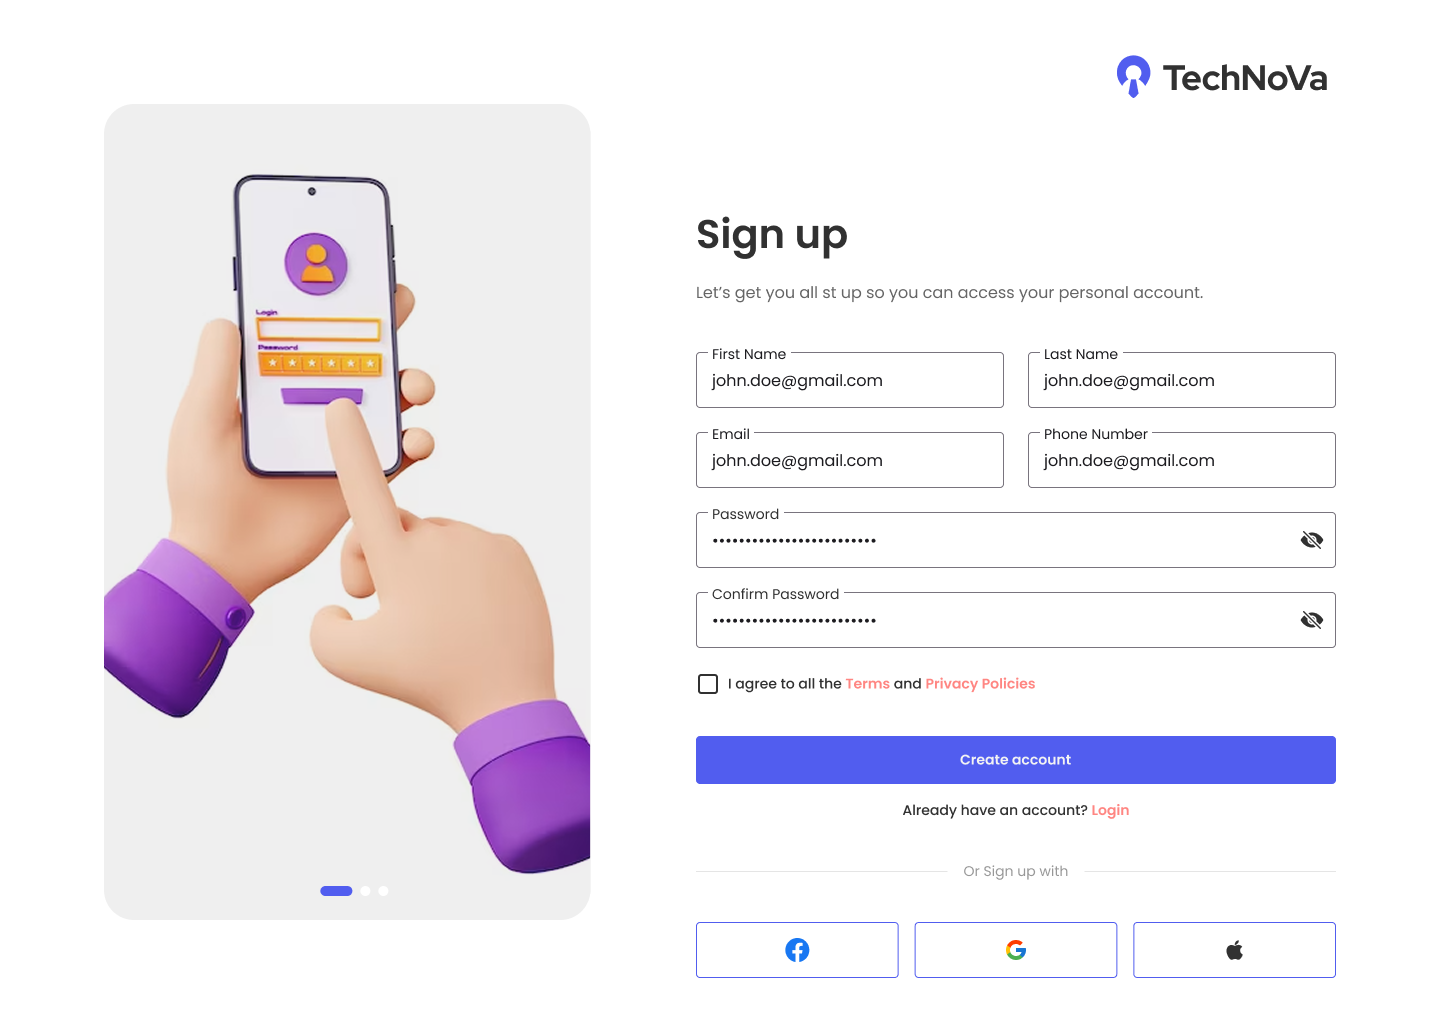 TechNoVa
Login
Password
Sign up
Let’s get you all st up so you can access your personal account.
First Name
john.doe@gmail.com
Last Name
john.doe@gmail.com
Email
john.doe@gmail.com
Phone Number
john.doe@gmail.com
Password
•••••••••••••••••••••••••
Confirm Password
•••••••••••••••••••••••••
I agree to all the Terms and Privacy Policies
Create account
Already have an account? Login
Or Sign up with